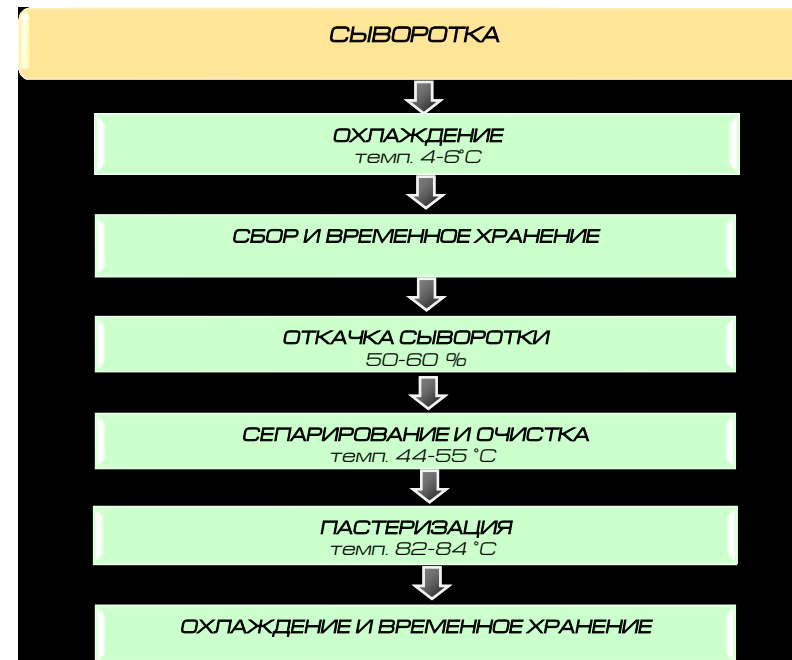 СЫВОРОТКА
ОХЛАЖДЕНИЕ
темп. 4-6°С
СБОР И ВРЕМЕННОЕ ХРАНЕНИЕ
ОТКАЧКА СЫВОРОТКИ
50-60 %
СЕПАРИРОВАНИЕ И ОЧИСТКА
темп. 44-55 °С
ПАСТЕРИЗАЦИЯ
темп. 82-84 °С
ОХЛАЖДЕНИЕ И ВРЕМЕННОЕ ХРАНЕНИЕ